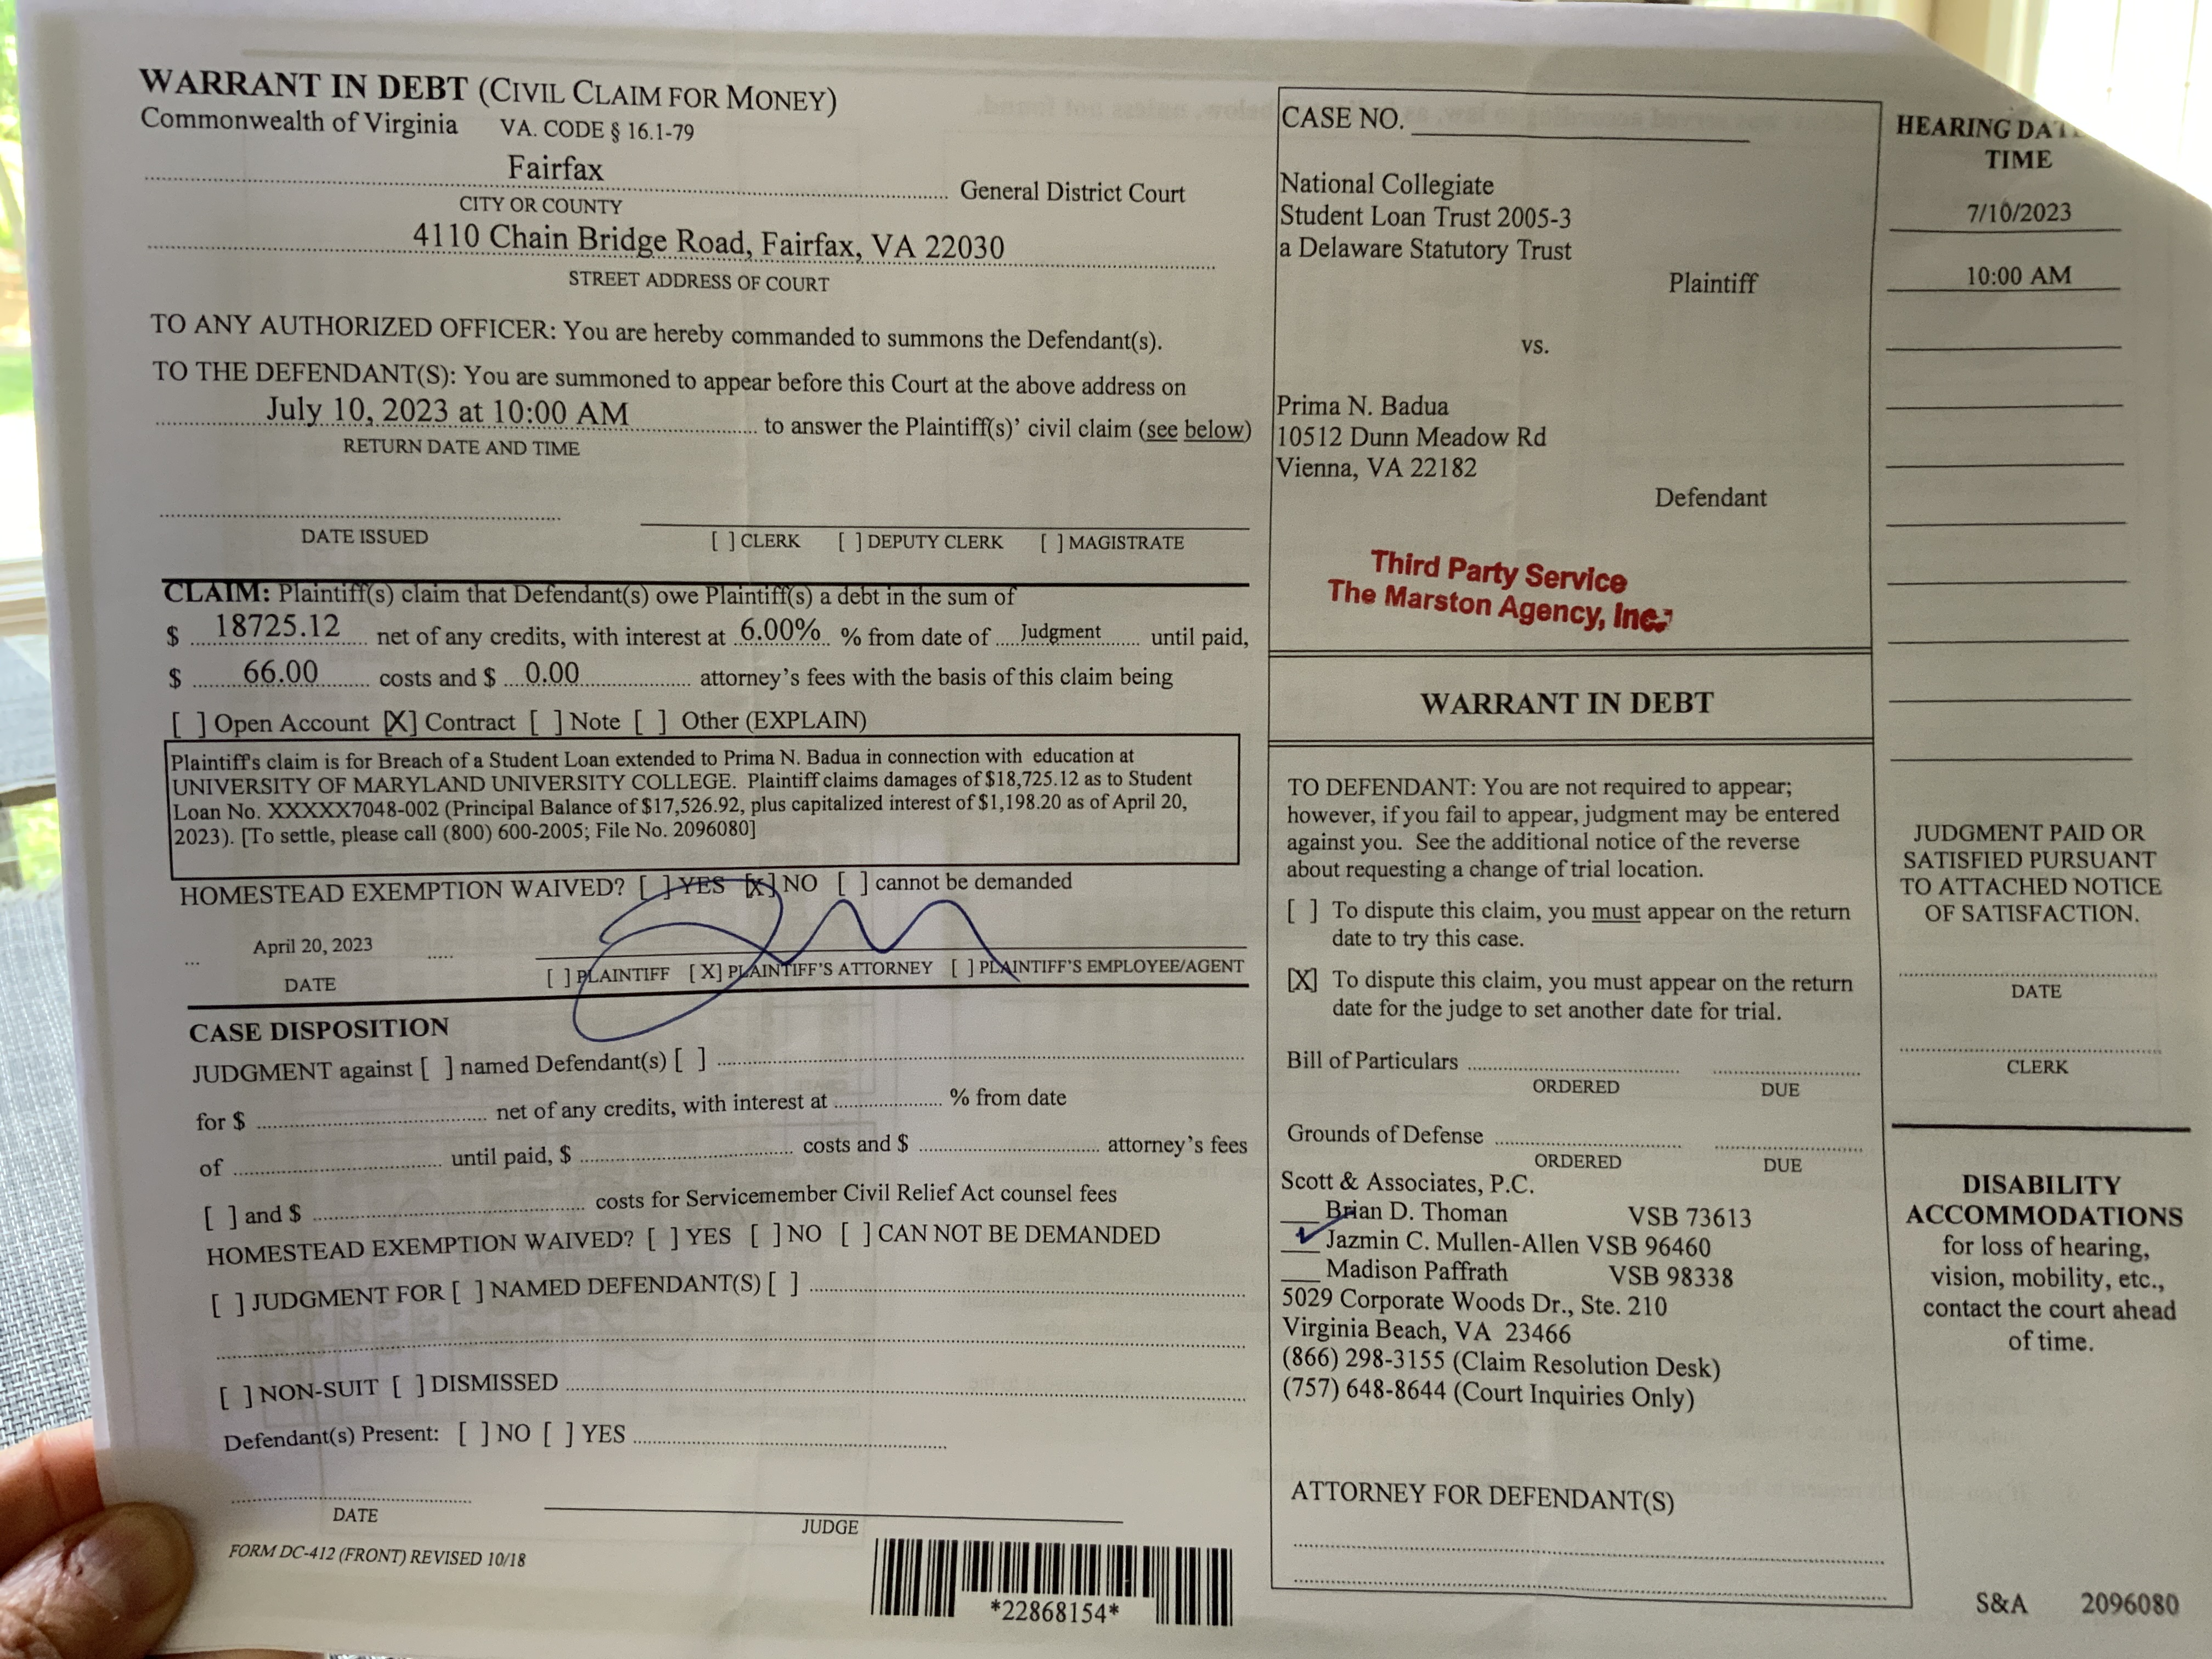 WARRANT IN DEBT (CIVIL CLAIM FOR MONEY)
Commonwealth of Virginia VA. CODE § 16.1-79
Fairfax
General District Court
CITY OR COUNTY
4110 Chain Bridge Road, Fairfax, VA 22030
STREET ADDRESS OF COURT
TO ANY AUTHORIZED OFFICER: You are hereby commanded to summons the Defendant(s).
TO THE DEFENDANT(S): You are summoned to appear before this Court at the above address on
July 10, 2023 at 10:00 AM to answer the Plaintiff(s)' civil claim (see below)
RETURN DATE AND TIME
DATE ISSUED
[ ] CLERK [ ] DEPUTY CLERK [ ] MAGISTRATE
CLAIM: Plaintiff(s) claim that Defendant(s) owe Plaintiff(s) a debt in the sum of
$ 18725.12 net of any credits, with interest at 6.00% % from date of Judgment until paid,
$ 66.00 costs and $ 0.00 attorney's fees with the basis of this claim being
[ ] Open Account [X] Contract [ ] Note [ ] Other (EXPLAIN)
Plaintiff's claim is for Breach of a Student Loan extended to Prima N. Badua in connection with education at
UNIVERSITY OF MARYLAND UNIVERSITY COLLEGE. Plaintiff claims damages of $18,725.12 as to Student
Loan No. XXXXX7048-002 (Principal Balance of $17,526.92, plus capitalized interest of $1,198.20 as of April 20,
2023). [To settle, please call (800) 600-2005; File No. 2096080]
HOMESTEAD EXEMPTION WAIVED? [ ] YES [X] NO [ ] cannot be demanded
April 20, 2023
DATE
[ ] PLAINTIFF [X] PLAINTIFF'S ATTORNEY [ ] PLAINTIFF'S EMPLOYEE/AGENT
CASE DISPOSITION
JUDGMENT against [ ] named Defendant(s) [ ]
for $ net of any credits, with interest at % from date
of until paid, $ costs and $ attorney's fees
[ ] and $ costs for Servicemember Civil Relief Act counsel fees
HOMESTEAD EXEMPTION WAIVED? [ ] YES [ ] NO [ ] CAN NOT BE DEMANDED
[ ] JUDGMENT FOR [ ] NAMED DEFENDANT(S) [ ]
[ ] NON-SUIT [ ] DISMISSED
Defendant(s) Present: [ ] NO [ ] YES
DATE
JUDGE
FORM DC-412 (FRONT) REVISED 10/18
*22868154*
CASE NO.
National Collegiate
Student Loan Trust 2005-3
a Delaware Statutory Trust
Plaintiff
vs.
Prima N. Badua
10512 Dunn Meadow Rd
Vienna, VA 22182
Defendant
Third Party Service
The Marston Agency, Inc.
WARRANT IN DEBT
TO DEFENDANT: You are not required to appear;
however, if you fail to appear, judgment may be entered
against you. See the additional notice of the reverse
about requesting a change of trial location.
[ ] To dispute this claim, you must appear on the return
date to try this case.
[X] To dispute this claim, you must appear on the return
date for the judge to set another date for trial.
Bill of Particulars
ORDERED DUE
Grounds of Defense
ORDERED DUE
Scott & Associates, P.C.
Brian D. Thoman VSB 73613
Jazmin C. Mullen-Allen VSB 96460
Madison Paffrath VSB 98338
5029 Corporate Woods Dr., Ste. 210
Virginia Beach, VA 23466
(866) 298-3155 (Claim Resolution Desk)
(757) 648-8644 (Court Inquiries Only)
ATTORNEY FOR DEFENDANT(S)
HEARING DAT
TIME
7/10/2023
10:00 AM
JUDGMENT PAID OR
SATISFIED PURSUANT
TO ATTACHED NOTICE
OF SATISFACTION.
DATE
CLERK
DISABILITY
ACCOMMODATIONS
for loss of hearing,
vision, mobility, etc.,
contact the court ahead
of time.
S&A 2096080